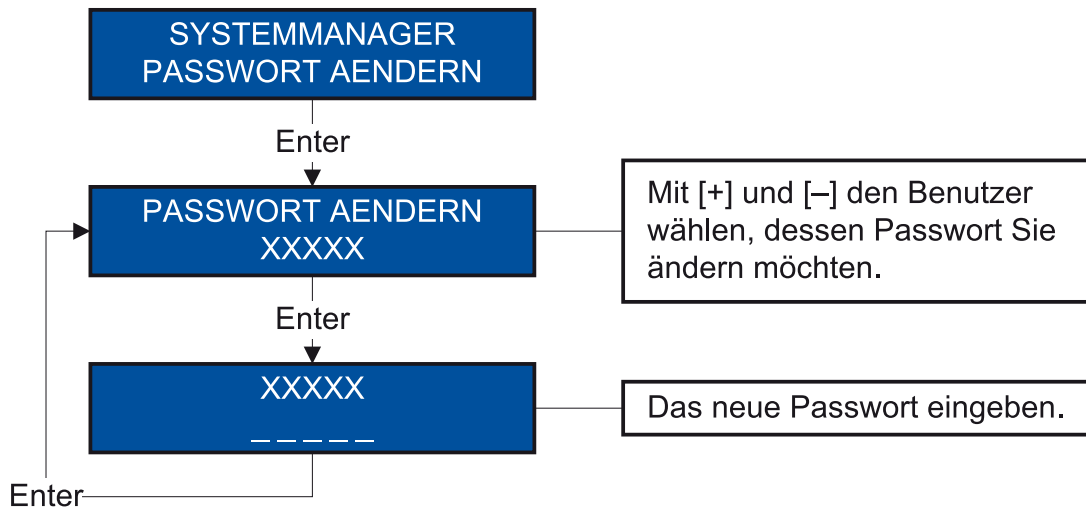 SYSTEMMANAGER
PASSWORT AENDERN
Enter
PASSWORT AENDERN
XXXXX
Mit [+] und [–] den Benutzer
wählen, dessen Passwort Sie
ändern möchten.
Enter
XXXXX
_ _ _ _ _
Das neue Passwort eingeben.
Enter